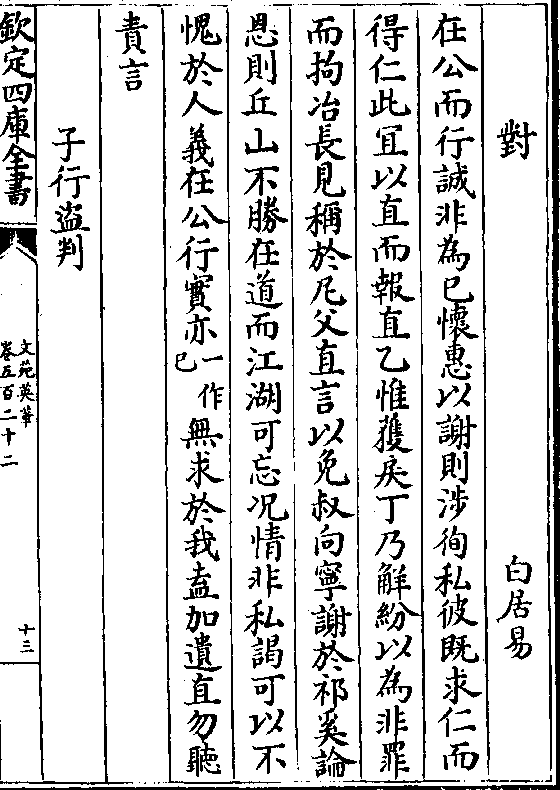 對　白居易
在公而行誠非為已懷惠以謝則涉徇私彼既求仁而
得仁此宜以直而報直乙惟獲戾丁乃解紛以為非罪
而拘冶長見稱於尼父直言以免叔向寧謝於祁奚論
恩則丘山不勝在道而江湖可忘况情非私謁可以不
愧於人義在公行實亦一作已無求於我盍加遺直勿聽
責言
子行盜判
欽定四庫全書
文苑英華
卷五百二十二
十三